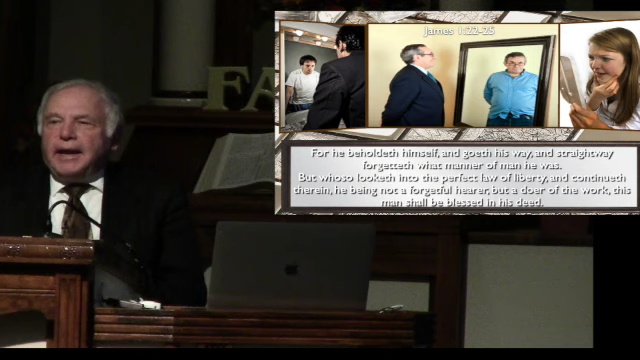 James 1:22-25
FA
For he beholdeth himself, and goeth his way, and straightway
forgetteth what manner of man he was.
But whoso looketh into the perfect law of liberty, and continueth
therein, he being not a forgetful hearer, but a doer of the work, this
man shall be blessed in his deed.